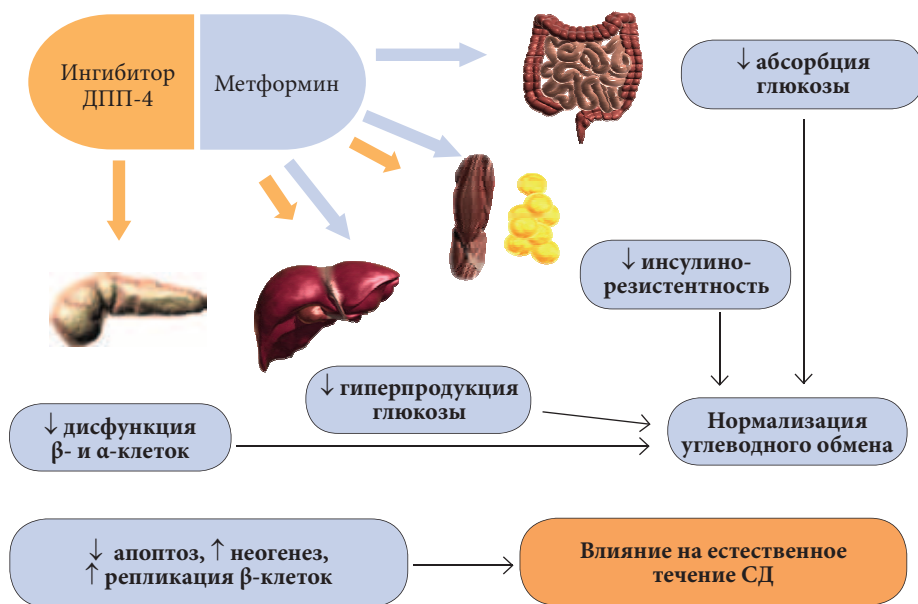 Ингибитор
ДПП-4
Метформин
↓ абсорбция
глюкозы
↓ инсулино-
резистентность
↓ гиперпродукция
глюкозы
↓ дисфункция
β- и α-клеток
Нормализация
углеводного обмена
↓ апоптоз, ↑ неогенез,
↑ репликация β-клеток
Влияние на естественное
течение СД